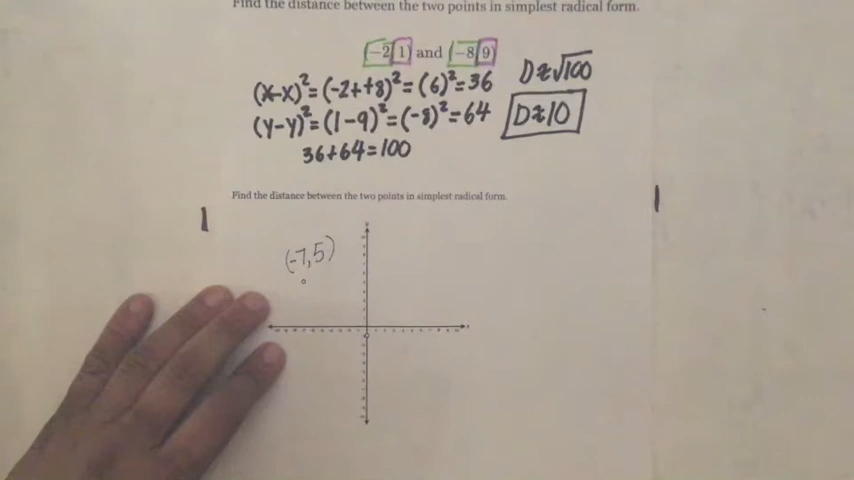 Find the distance between the two points in simplest radical form.
(-2,1) and (-8,9)
(x-x)²=(-2++8)²=(6)²=36 D≈√100
(y-y)²=(1-9)²=(-8)²=64 D≈10
36+64=100
Find the distance between the two points in simplest radical form.
(-7,5)